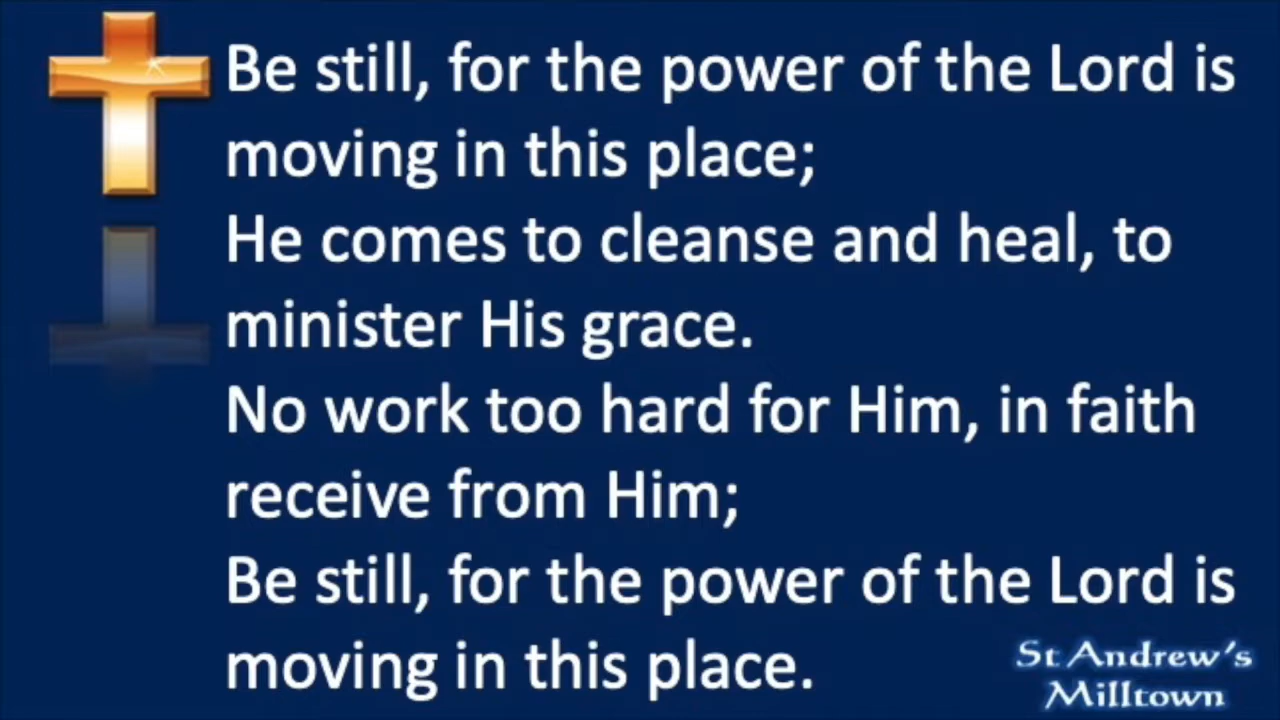 Be still, for the power of the Lord is
moving in this place;
He comes to cleanse and heal, to
minister His grace.
No work too hard for Him, in faith
receive from Him;
Be still, for the power of the Lord is
moving in this place.
St Andrew's
Milltown